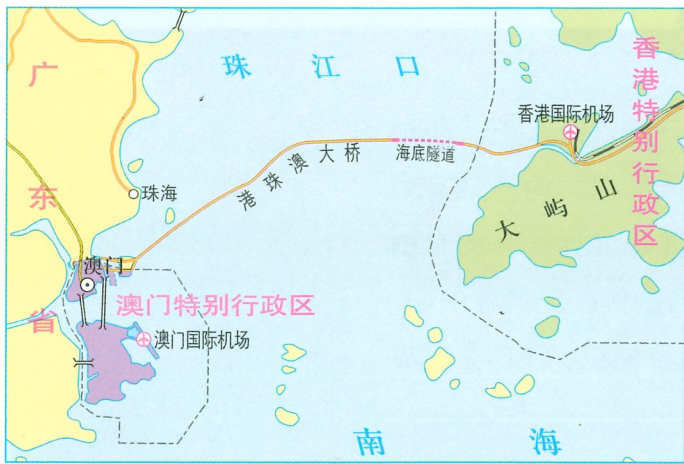 珠江口
广东省
香港特别行政区
香港国际机场
港珠澳大桥
海底隧道
大屿山
珠海
澳门
澳门特别行政区
澳门国际机场
南海